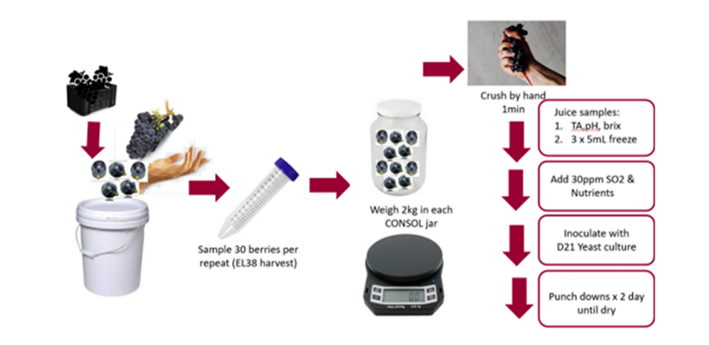 Crush by hand
1min
Juice samples:
1. TA,pH, brix
2. 3 x 5mL freeze
Add 30ppm SO2 &
Nutrients
Inoculate with
D21 Yeast culture
Punch downs x 2 day
until dry
Weigh 2kg in each
CONSOL jar
Sample 30 berries per
repeat (EL38 harvest)